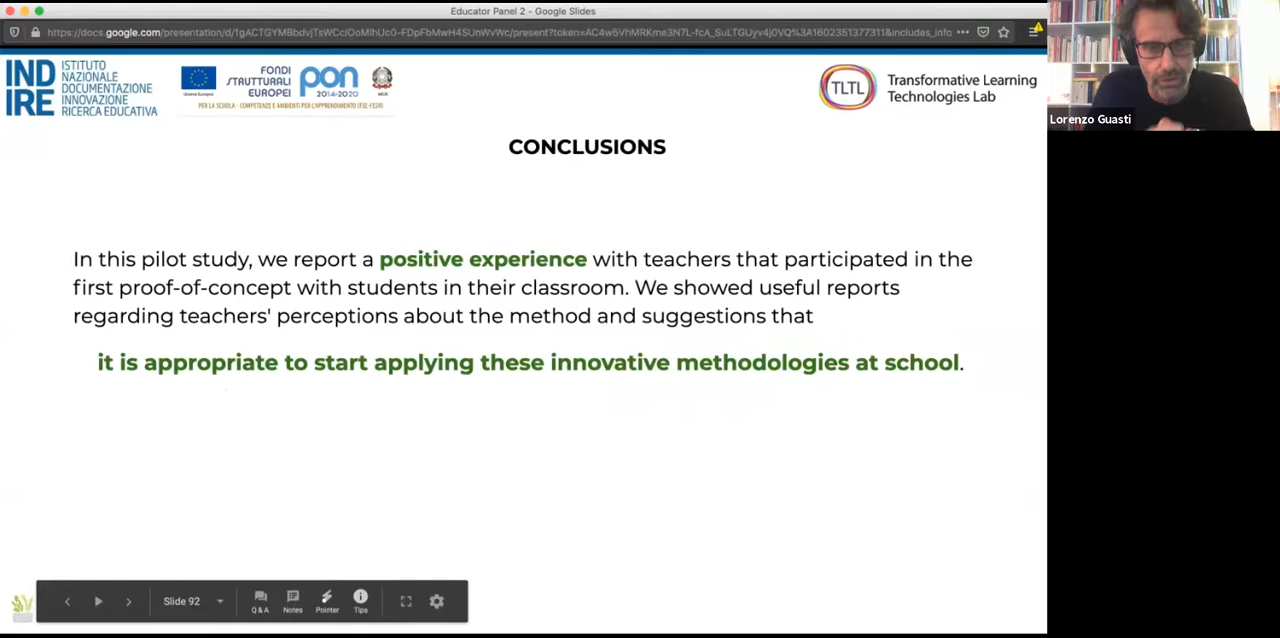 Educator Panel 2 - Google Slides
https://docs.google.com/presentation/d/1gACTGYMBbdvjTsWCciOoMlhUc0-FDpFbMwH4SUnWvWc/present?token=AC4w5VhMRKme3N7L-fcA_SuLTGUyv4j0VQ%3A1602351377311&includes_info
IND
IRE
ISTITUTO
NAZIONALE
DOCUMENTAZIONE
INNOVAZIONE
RICERCA EDUCATIVA
FONDI
STRUTTURALI
EUROPEI
pon
2014-2020
PER LA SCUOLA - COMPETENZE E AMBIENTI PER L'APPRENDIMENTO (FSE-FESR)
TLTL
Transformative Learning
Technologies Lab
Lorenzo Guasti
CONCLUSIONS
In this pilot study, we report a positive experience with teachers that participated in the
first proof-of-concept with students in their classroom. We showed useful reports
regarding teachers' perceptions about the method and suggestions that
it is appropriate to start applying these innovative methodologies at school.
Slide 92
Q & A
Notes
Pointer
Tips